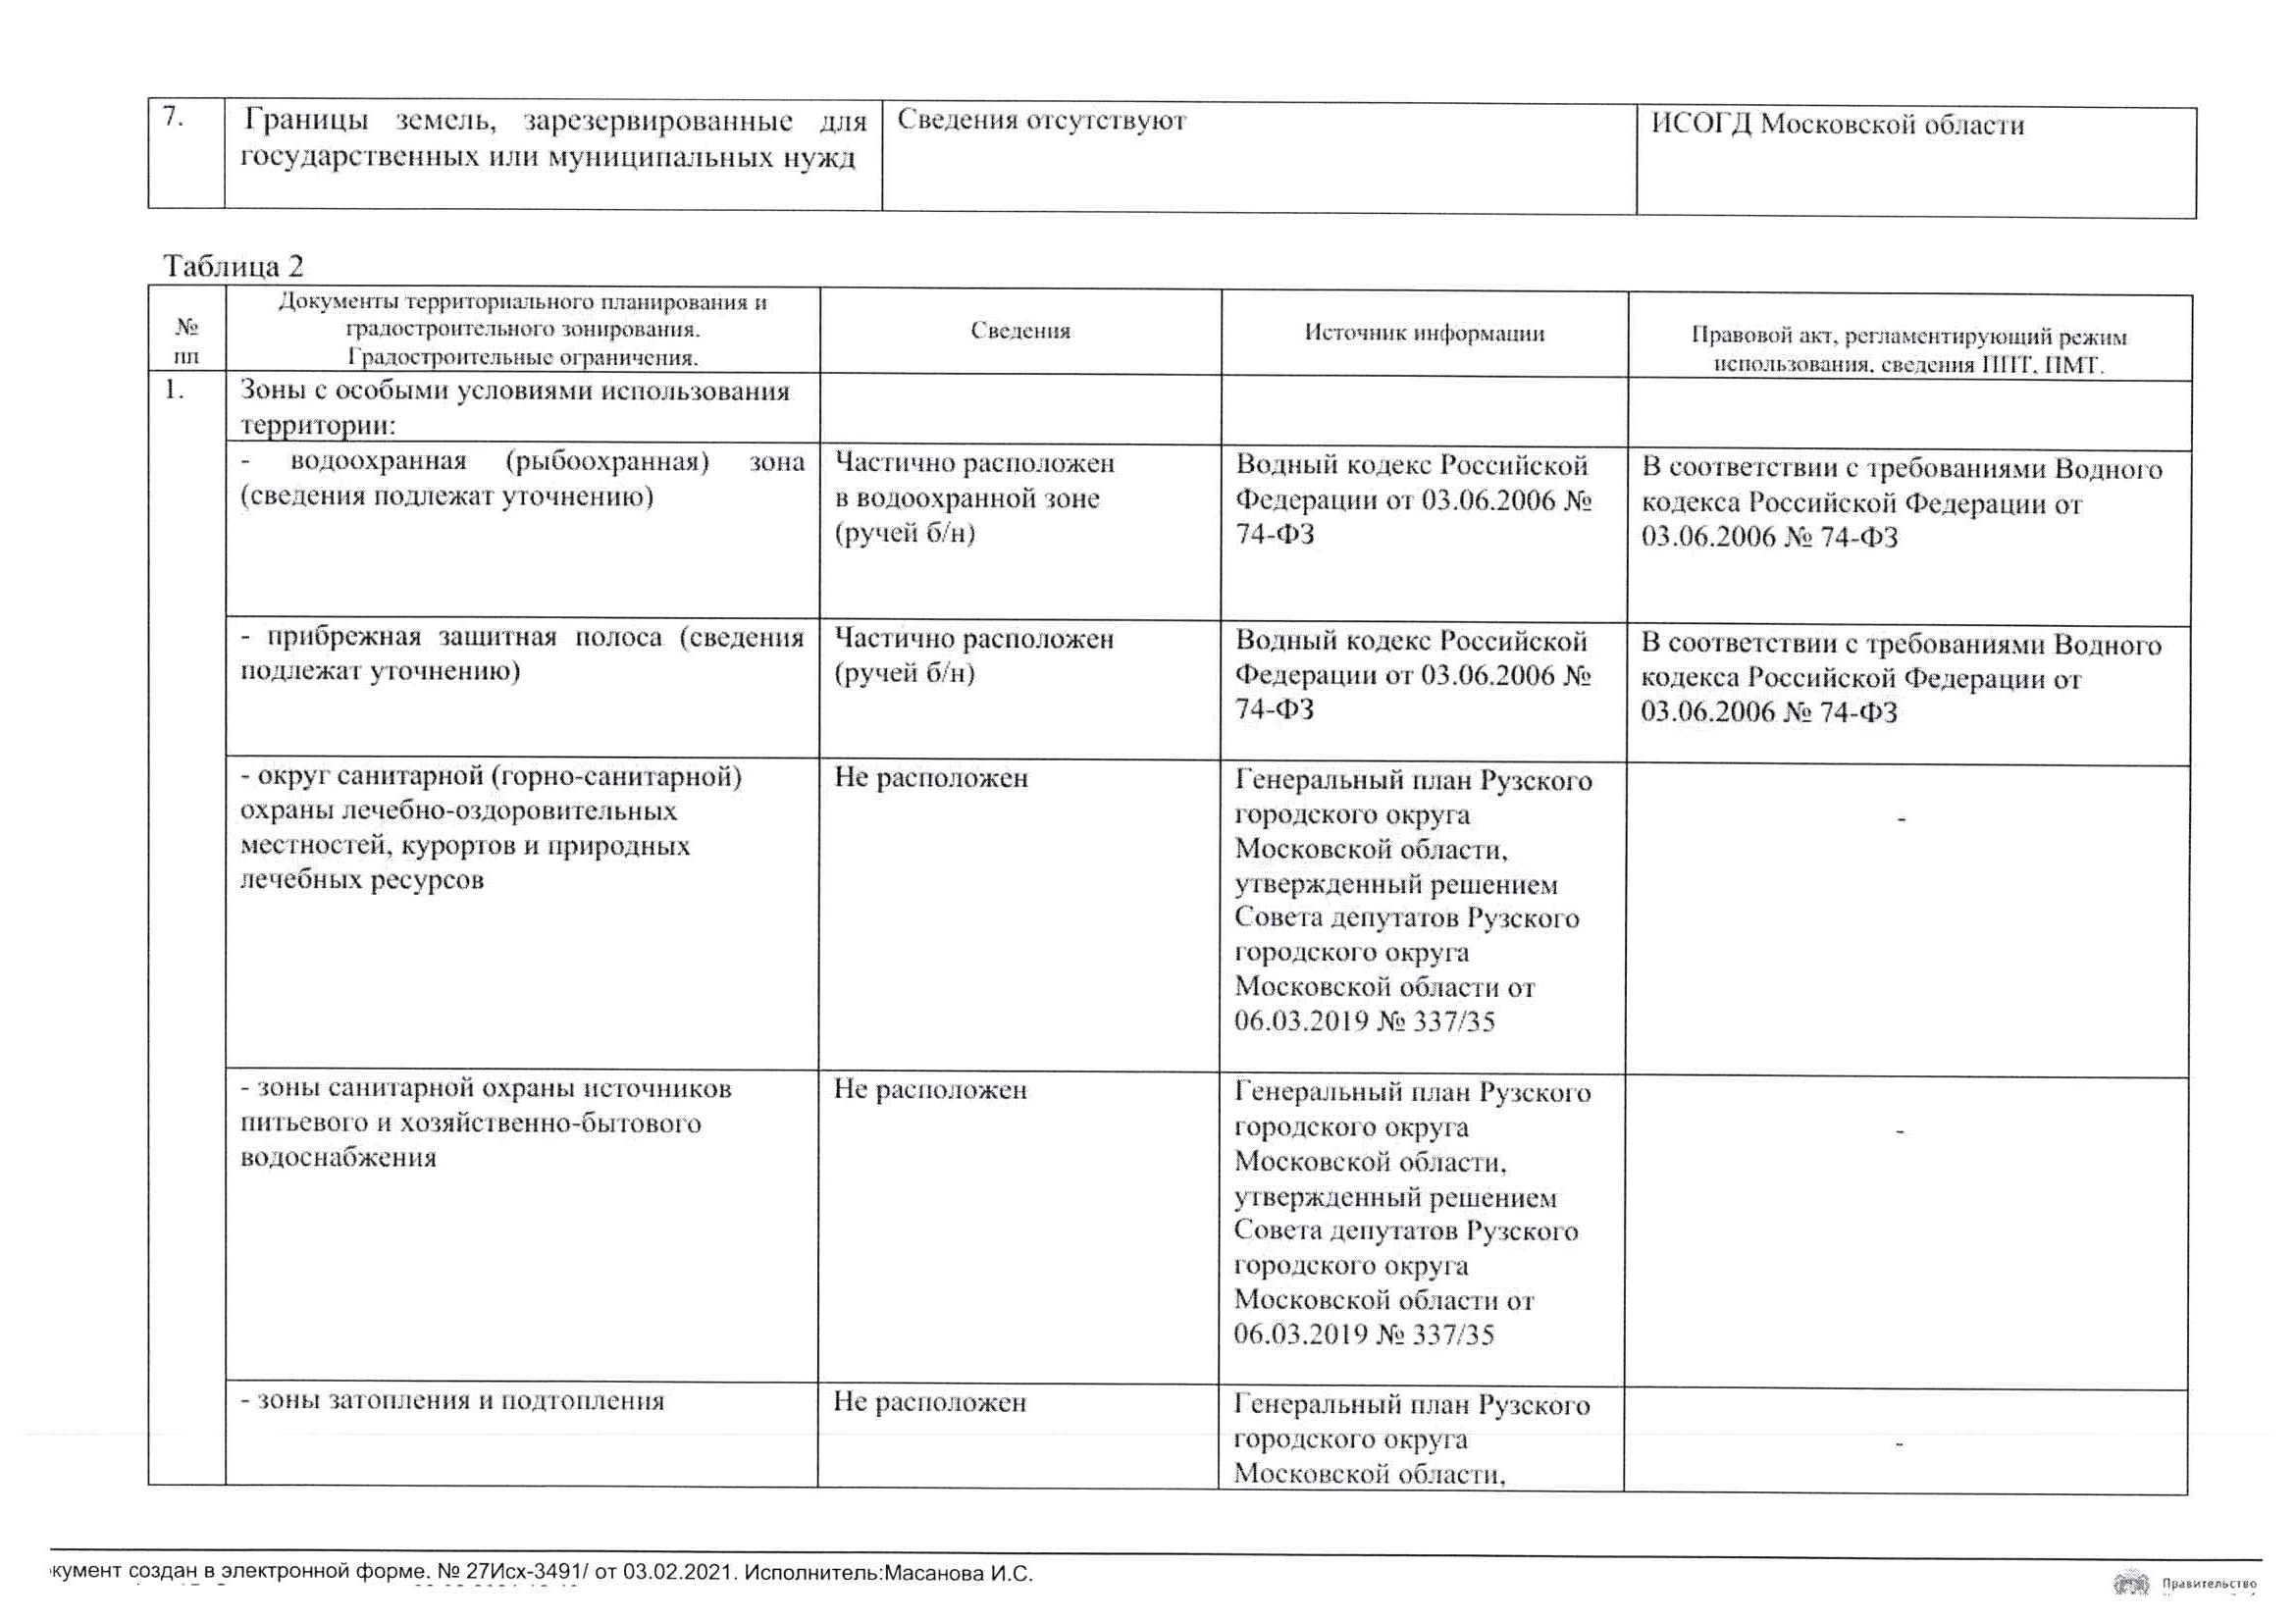 7.
Границы земель, зарезервированные для
государственных или муниципальных нужд
Сведения отсутствуют
ИСОГД Московской области
Таблица 2
№
пп
Документы территориального планирования и
градостроительного зонирования.
Градостроительные ограничения.
Сведения
Источник информации
Правовой акт, регламентирующий режим
использования, сведения ППТ, ПМТ.
1.
Зоны с особыми условиями использования
территории:
- водоохранная (рыбоохранная) зона
(сведения подлежат уточнению)
Частично расположен
в водоохранной зоне
(ручей б/н)
Водный кодекс Российской
Федерации от 03.06.2006 №
74-ФЗ
В соответствии с требованиями Водного
кодекса Российской Федерации от
03.06.2006 № 74-ФЗ
- прибрежная защитная полоса (сведения
подлежат уточнению)
Частично расположен
(ручей б/н)
Водный кодекс Российской
Федерации от 03.06.2006 №
74-ФЗ
В соответствии с требованиями Водного
кодекса Российской Федерации от
03.06.2006 № 74-ФЗ
- округ санитарной (горно-санитарной)
охраны лечебно-оздоровительных
местностей, курортов и природных
лечебных ресурсов
Не расположен
Генеральный план Рузского
городского округа
Московской области,
утвержденный решением
Совета депутатов Рузского
городского округа
Московской области от
06.03.2019 № 337/35
-
- зоны санитарной охраны источников
питьевого и хозяйственно-бытового
водоснабжения
Не расположен
Генеральный план Рузского
городского округа
Московской области,
утвержденный решением
Совета депутатов Рузского
городского округа
Московской области от
06.03.2019 № 337/35
-
- зоны затопления и подтопления
Не расположен
Генеральный план Рузского
городского округа
Московской области,
-
кумент создан в электронной форме. № 27Исх-3491/ от 03.02.2021. Исполнитель:Масанова И.С.
Правительство